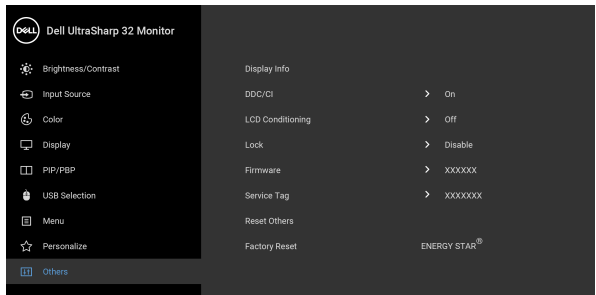 DELL Dell UltraSharp 32 Monitor
Brightness/Contrast Display Info
Input Source DDC/CI > On
Color LCD Conditioning > Off
Display Lock > Disable
PIP/PBP Firmware > XXXXXX
USB Selection Service Tag > XXXXXXX
Menu Reset Others
Personalize Factory Reset ENERGY STAR®
Others